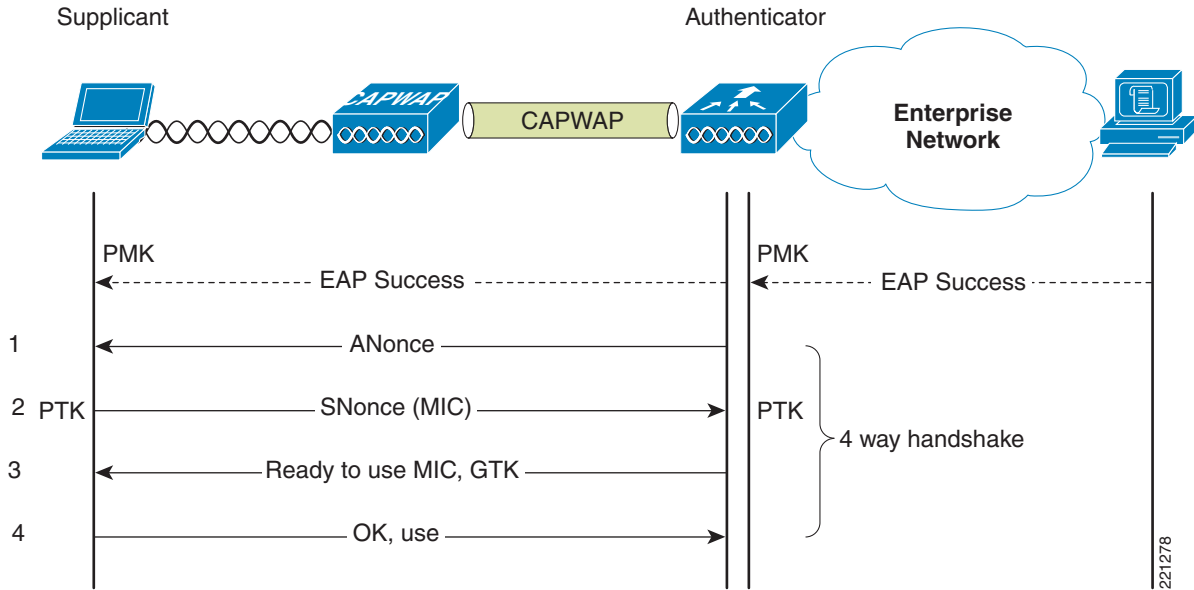 Supplicant
Authenticator
CAPWAP
CAPWAP
Enterprise
Network
PMK
PMK
EAP Success
EAP Success
1
ANonce
2
PTK
SNonce (MIC)
PTK
4 way handshake
3
Ready to use MIC, GTK
4
OK, use
221278